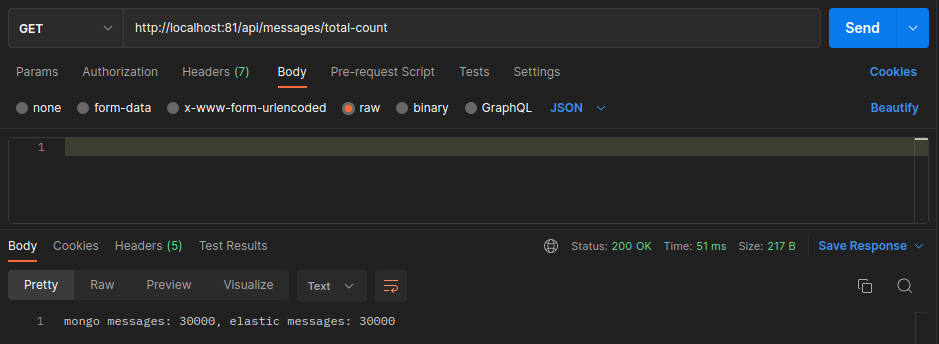 GET http://localhost:81/api/messages/total-count Send
Params Authorization Headers (7) Body Pre-request Script Tests Settings Cookies
none form-data x-www-form-urlencoded raw binary GraphQL JSON Beautify
1
Body Cookies Headers (5) Test Results Status: 200 OK Time: 51 ms Size: 217 B Save Response
Pretty Raw Preview Visualize Text
1 mongo messages: 30000, elastic messages: 30000